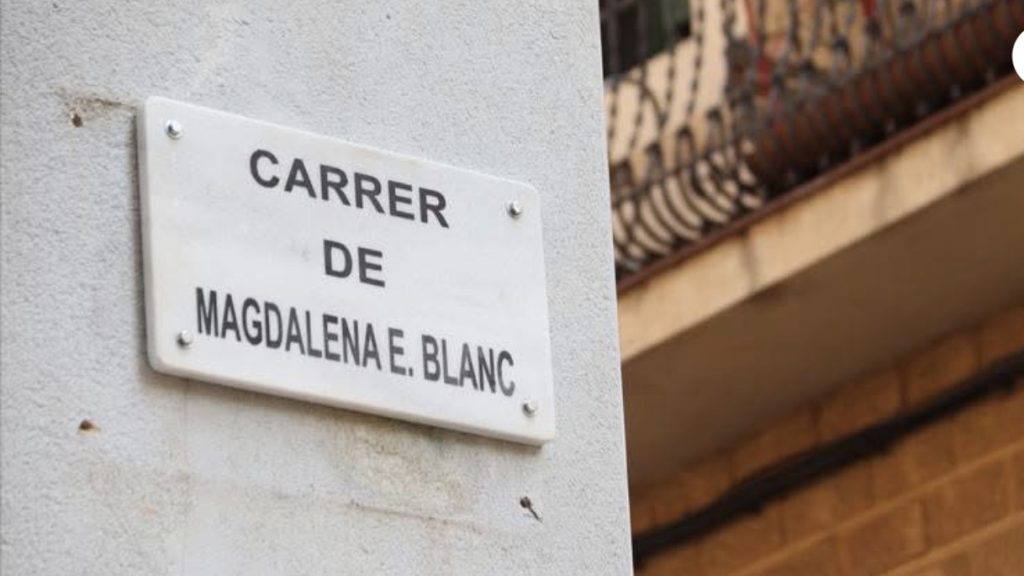 CARRER
DE
MAGDALENA E. BLANC